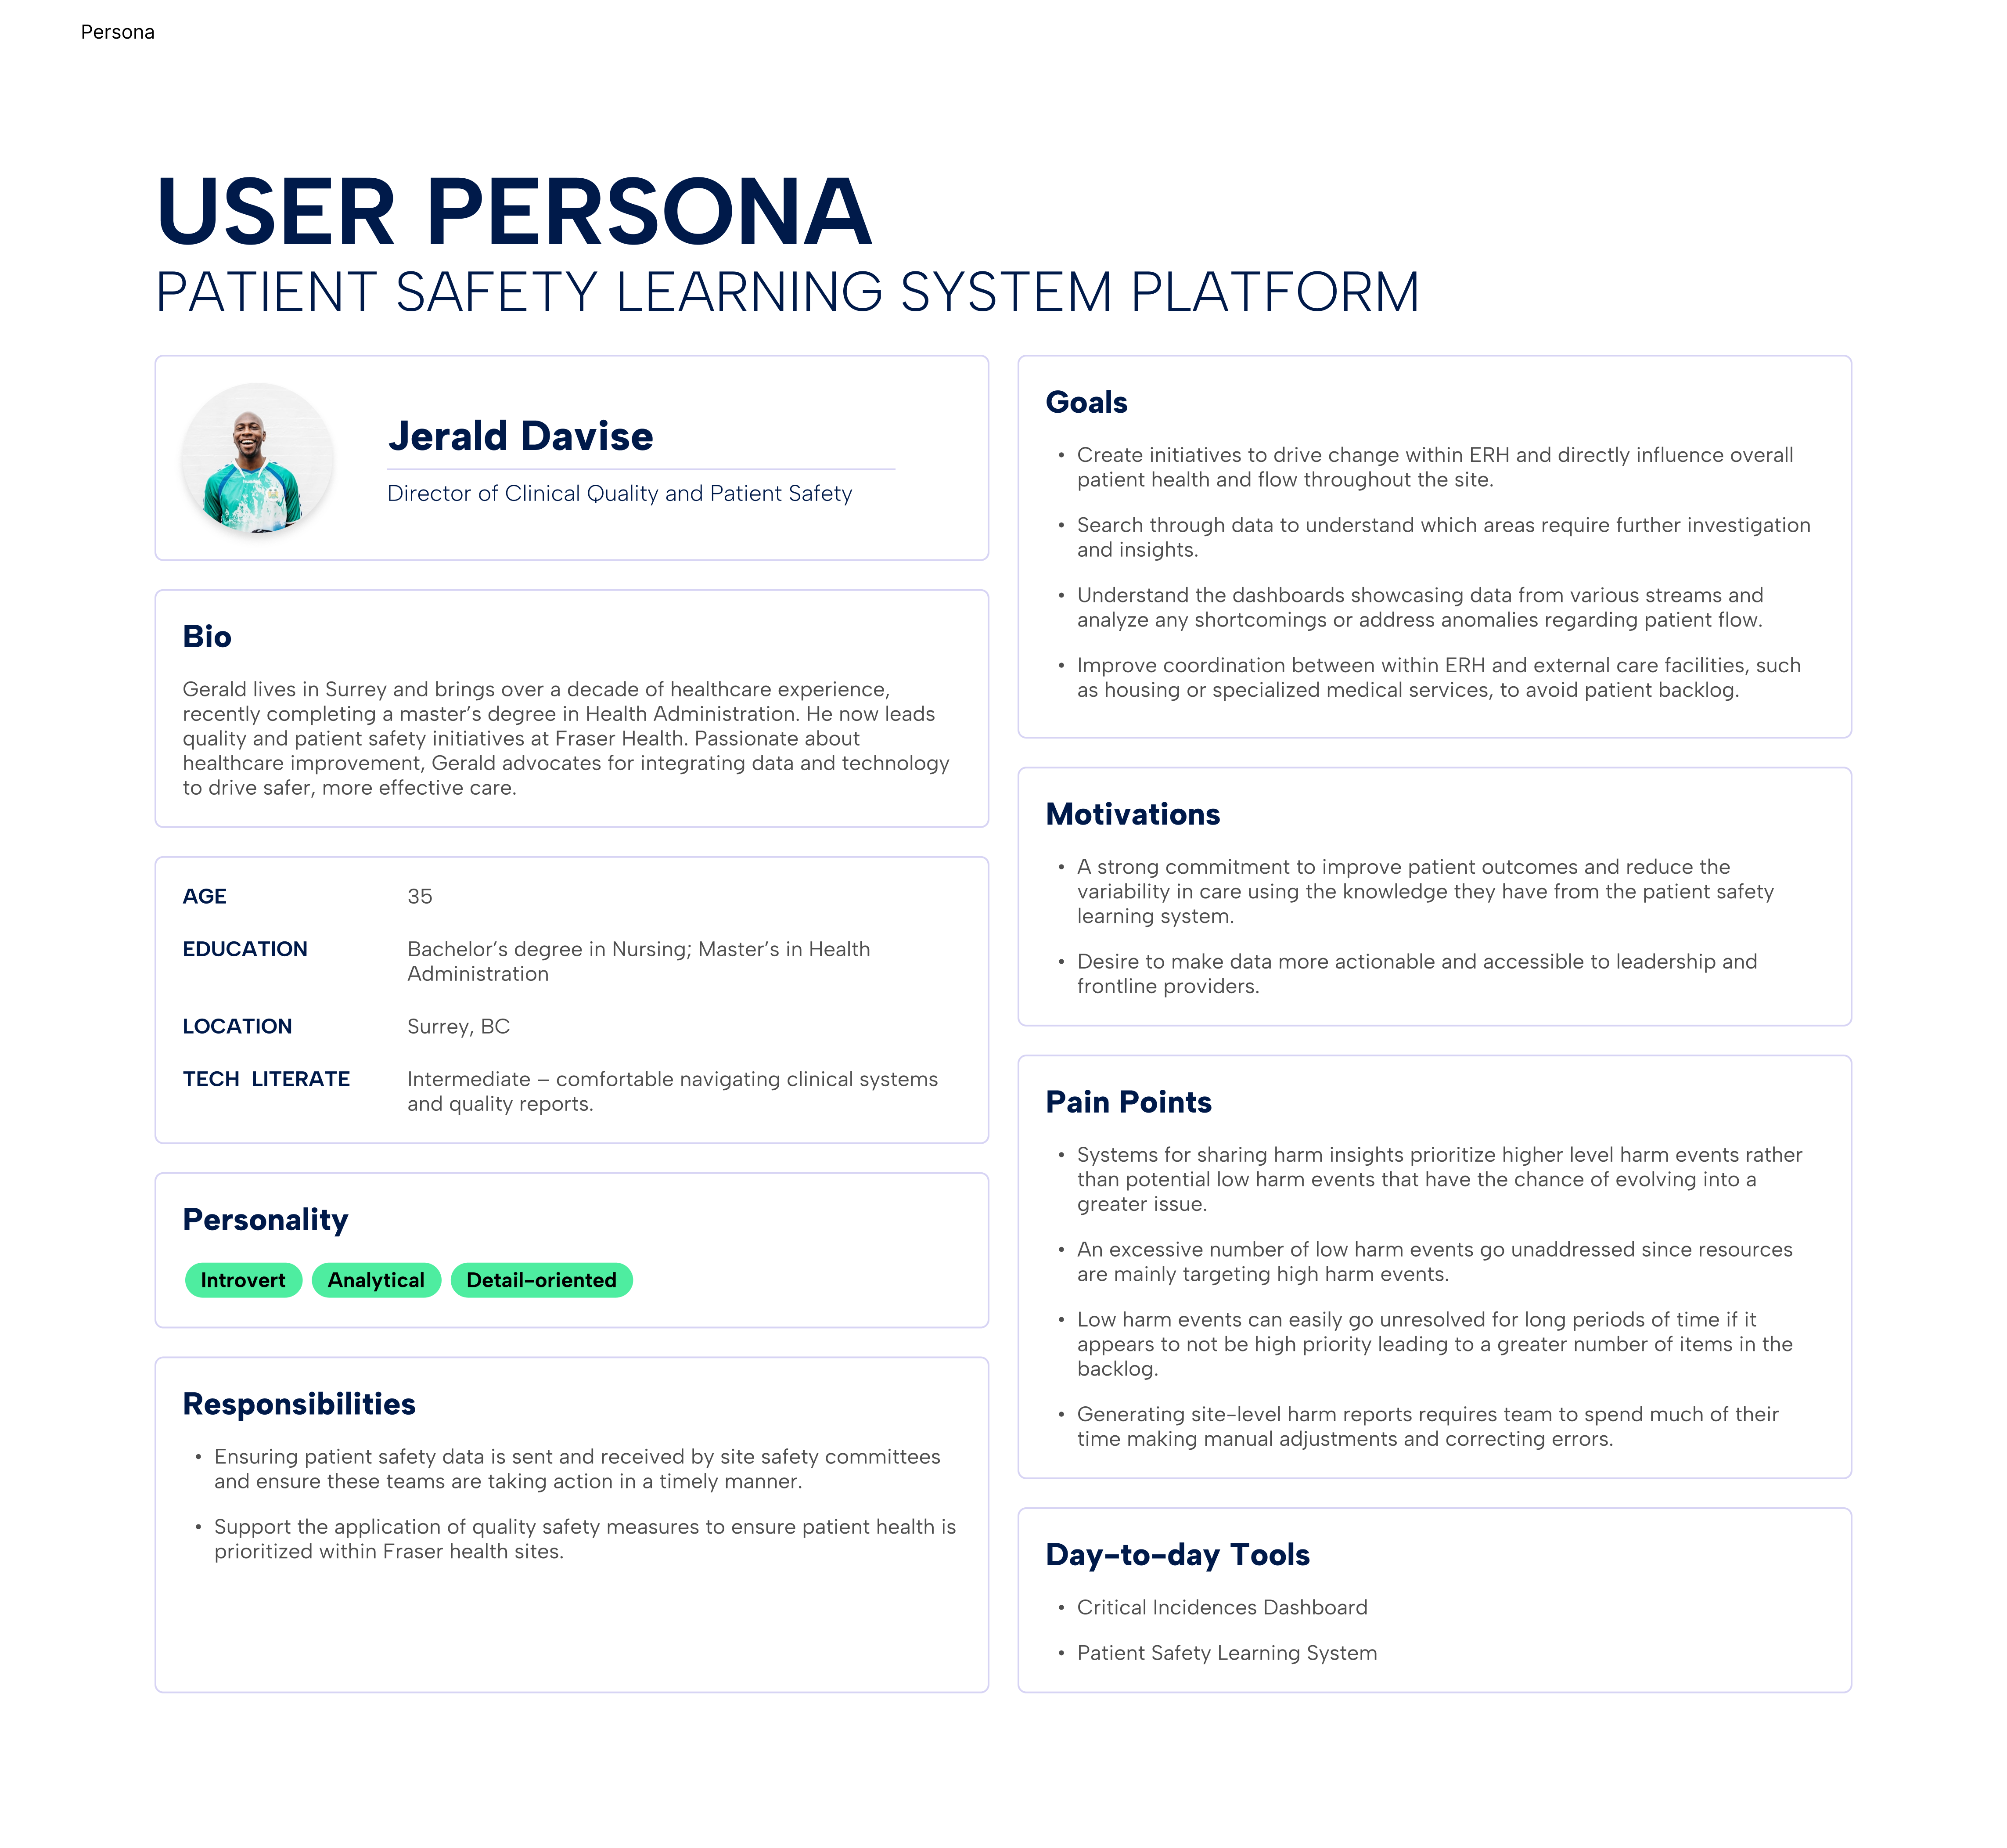 Persona
USER PERSONA
PATIENT SAFETY LEARNING SYSTEM PLATFORM
Jerald Davise
Director of Clinical Quality and Patient Safety
Bio
Gerald lives in Surrey and brings over a decade of healthcare experience,
recently completing a master’s degree in Health Administration. He now leads
quality and patient safety initiatives at Fraser Health. Passionate about
healthcare improvement, Gerald advocates for integrating data and technology
to drive safer, more effective care.
AGE 35
EDUCATION Bachelor’s degree in Nursing; Master’s in Health
Administration
LOCATION Surrey, BC
TECH LITERATE Intermediate – comfortable navigating clinical systems
and quality reports.
Personality
Introvert Analytical Detail-oriented
Responsibilities
• Ensuring patient safety data is sent and received by site safety committees
and ensure these teams are taking action in a timely manner.
• Support the application of quality safety measures to ensure patient health is
prioritized within Fraser health sites.
Goals
• Create initiatives to drive change within ERH and directly influence overall
patient health and flow throughout the site.
• Search through data to understand which areas require further investigation
and insights.
• Understand the dashboards showcasing data from various streams and
analyze any shortcomings or address anomalies regarding patient flow.
• Improve coordination between within ERH and external care facilities, such
as housing or specialized medical services, to avoid patient backlog.
Motivations
• A strong commitment to improve patient outcomes and reduce the
variability in care using the knowledge they have from the patient safety
learning system.
• Desire to make data more actionable and accessible to leadership and
frontline providers.
Pain Points
• Systems for sharing harm insights prioritize higher level harm events rather
than potential low harm events that have the chance of evolving into a
greater issue.
• An excessive number of low harm events go unaddressed since resources
are mainly targeting high harm events.
• Low harm events can easily go unresolved for long periods of time if it
appears to not be high priority leading to a greater number of items in the
backlog.
• Generating site-level harm reports requires team to spend much of their
time making manual adjustments and correcting errors.
Day-to-day Tools
• Critical Incidences Dashboard
• Patient Safety Learning System